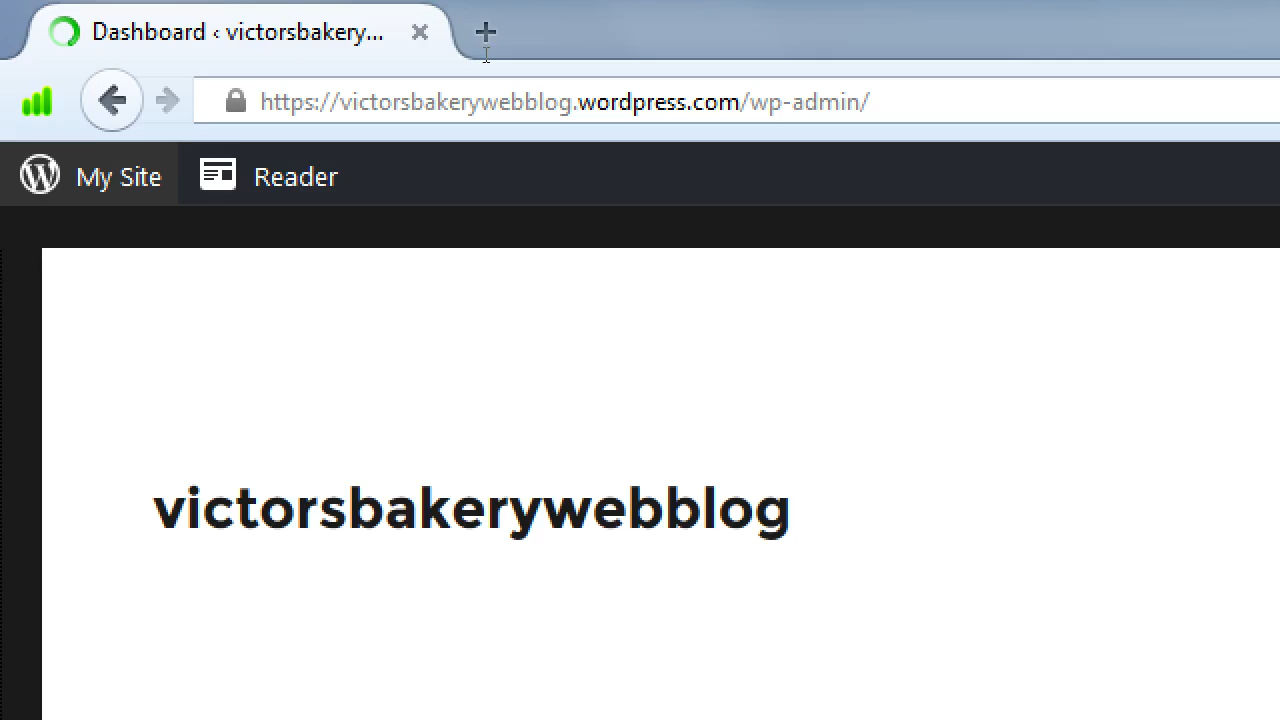 Dashboard ‹ victorsbakery...
https://victorsbakerywebblog.wordpress.com/wp-admin/
My Site Reader
victorsbakerywebblog